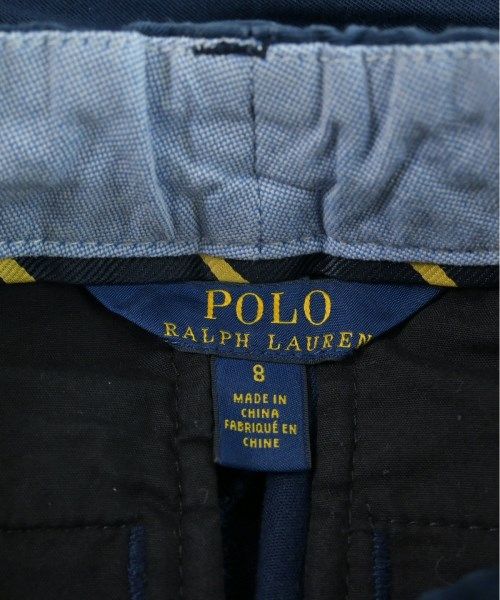 POLO
RALPH LAUREN
8
MADE IN
CHINA
FABRIQUÉ EN
CHINE